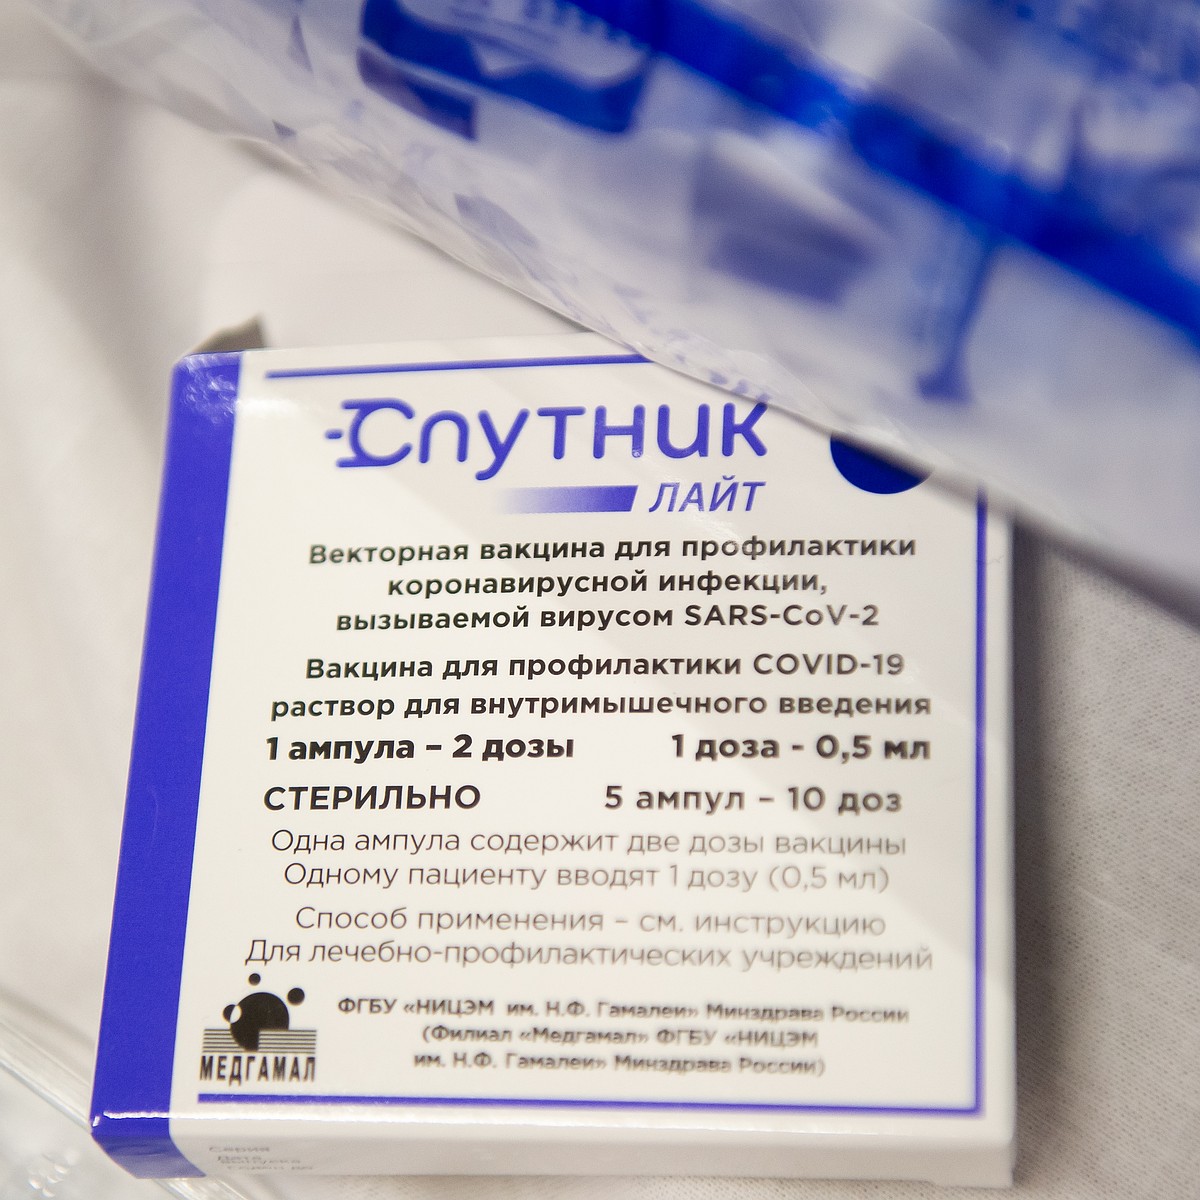 Спутник
ЛАЙТ
Векторная вакцина для профилактики
коронавирусной инфекции,
вызываемой вирусом SARS-CoV-2
Вакцина для профилактики COVID-19
раствор для внутримышечного введения
1 ампула – 2 дозы 1 доза - 0,5 мл
СТЕРИЛЬНО 5 ампул – 10 доз
Одна ампула содержит две дозы вакцины
Одному пациенту вводят 1 дозу (0,5 мл)
Способ применения – см. инструкцию
Для лечебно-профилактических учреждений
ФГБУ «НИЦЭМ им. Н.Ф. Гамалеи» Минздрава России
(Филиал «Медгамал» ФГБУ «НИЦЭМ
им. Н.Ф. Гамалеи» Минздрава России)
МЕДГАМАЛ
Серия